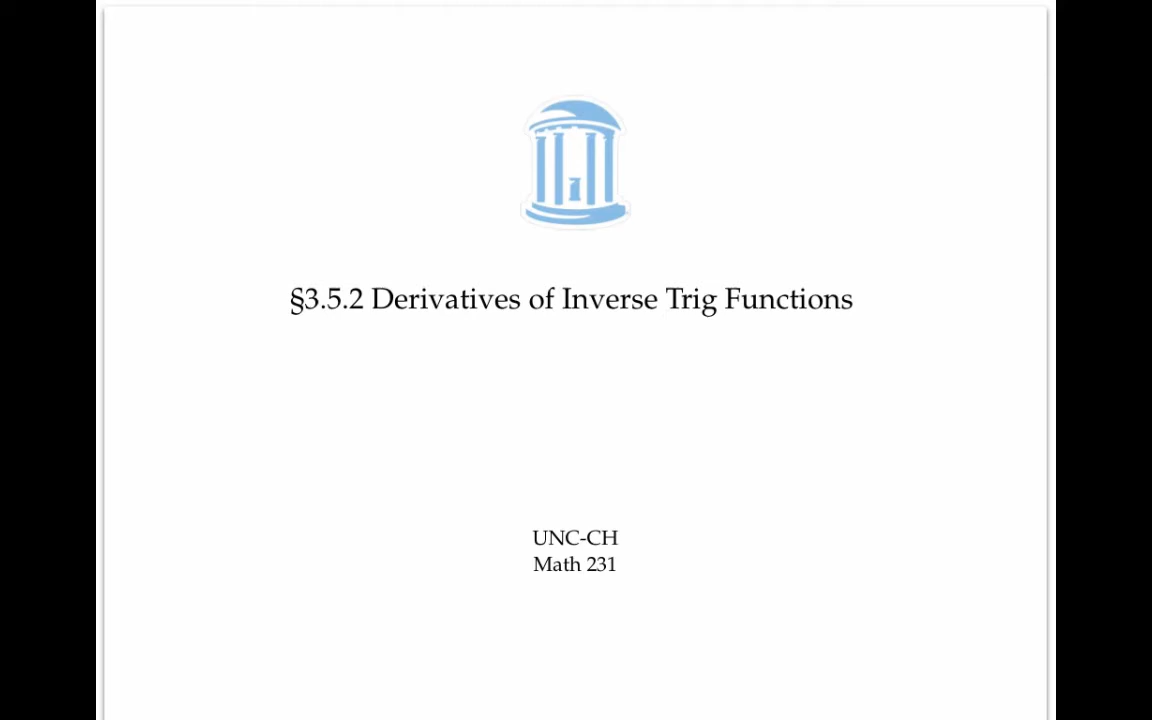 §3.5.2 Derivatives of Inverse Trig Functions
UNC-CH
Math 231